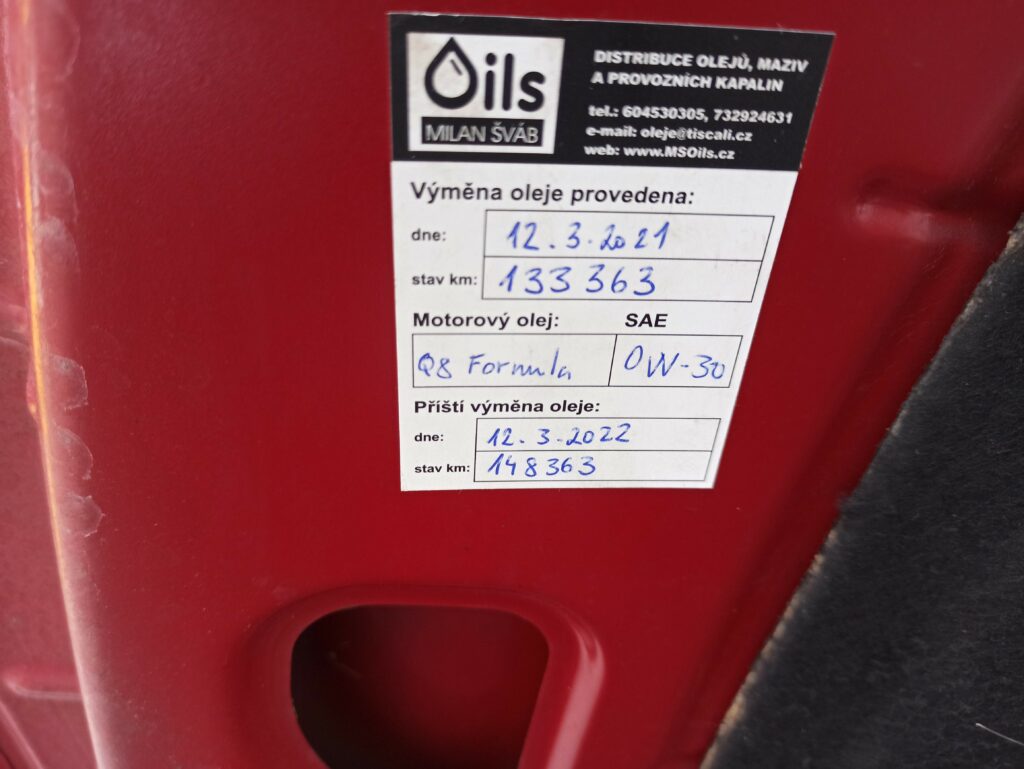 Oils
MILAN ŠVÁB
DISTRIBUCE OLEJŮ, MAZIV
A PROVOZNÍCH KAPALIN
tel.: 604530305, 732924631
e-mail: oleje@tiscali.cz
web: www.MSOils.cz
Výměna oleje provedena:
dne: 12.3.2021
stav km: 133 363
Motorový olej: SAE
Q8 Formula 0W-30
Příští výměna oleje:
dne: 12.3.2022
stav km: 148363